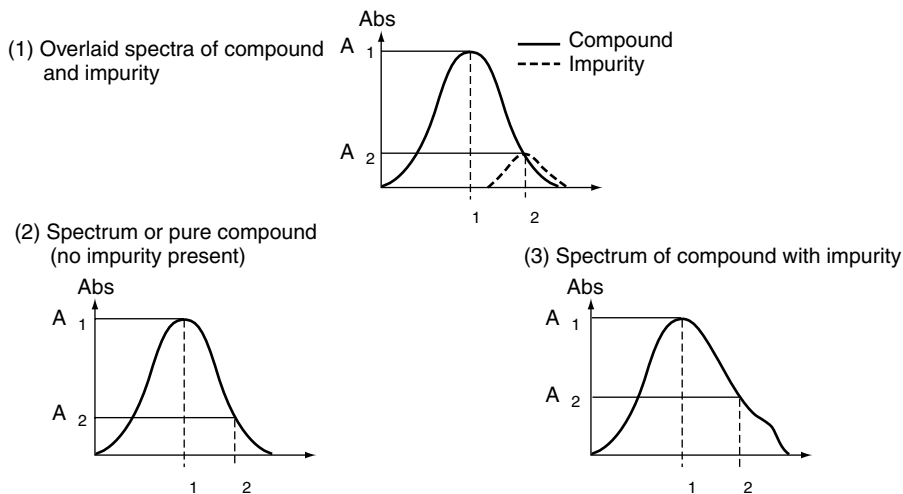 Abs
(1) Overlaid spectra of compound
and impurity
A 1
Compound
Impurity
A 2
1 2
(2) Spectrum or pure compound
(no impurity present)
(3) Spectrum of compound with impurity
Abs
A 1
A 2
1 2
Abs
A 1
A 2
1 2